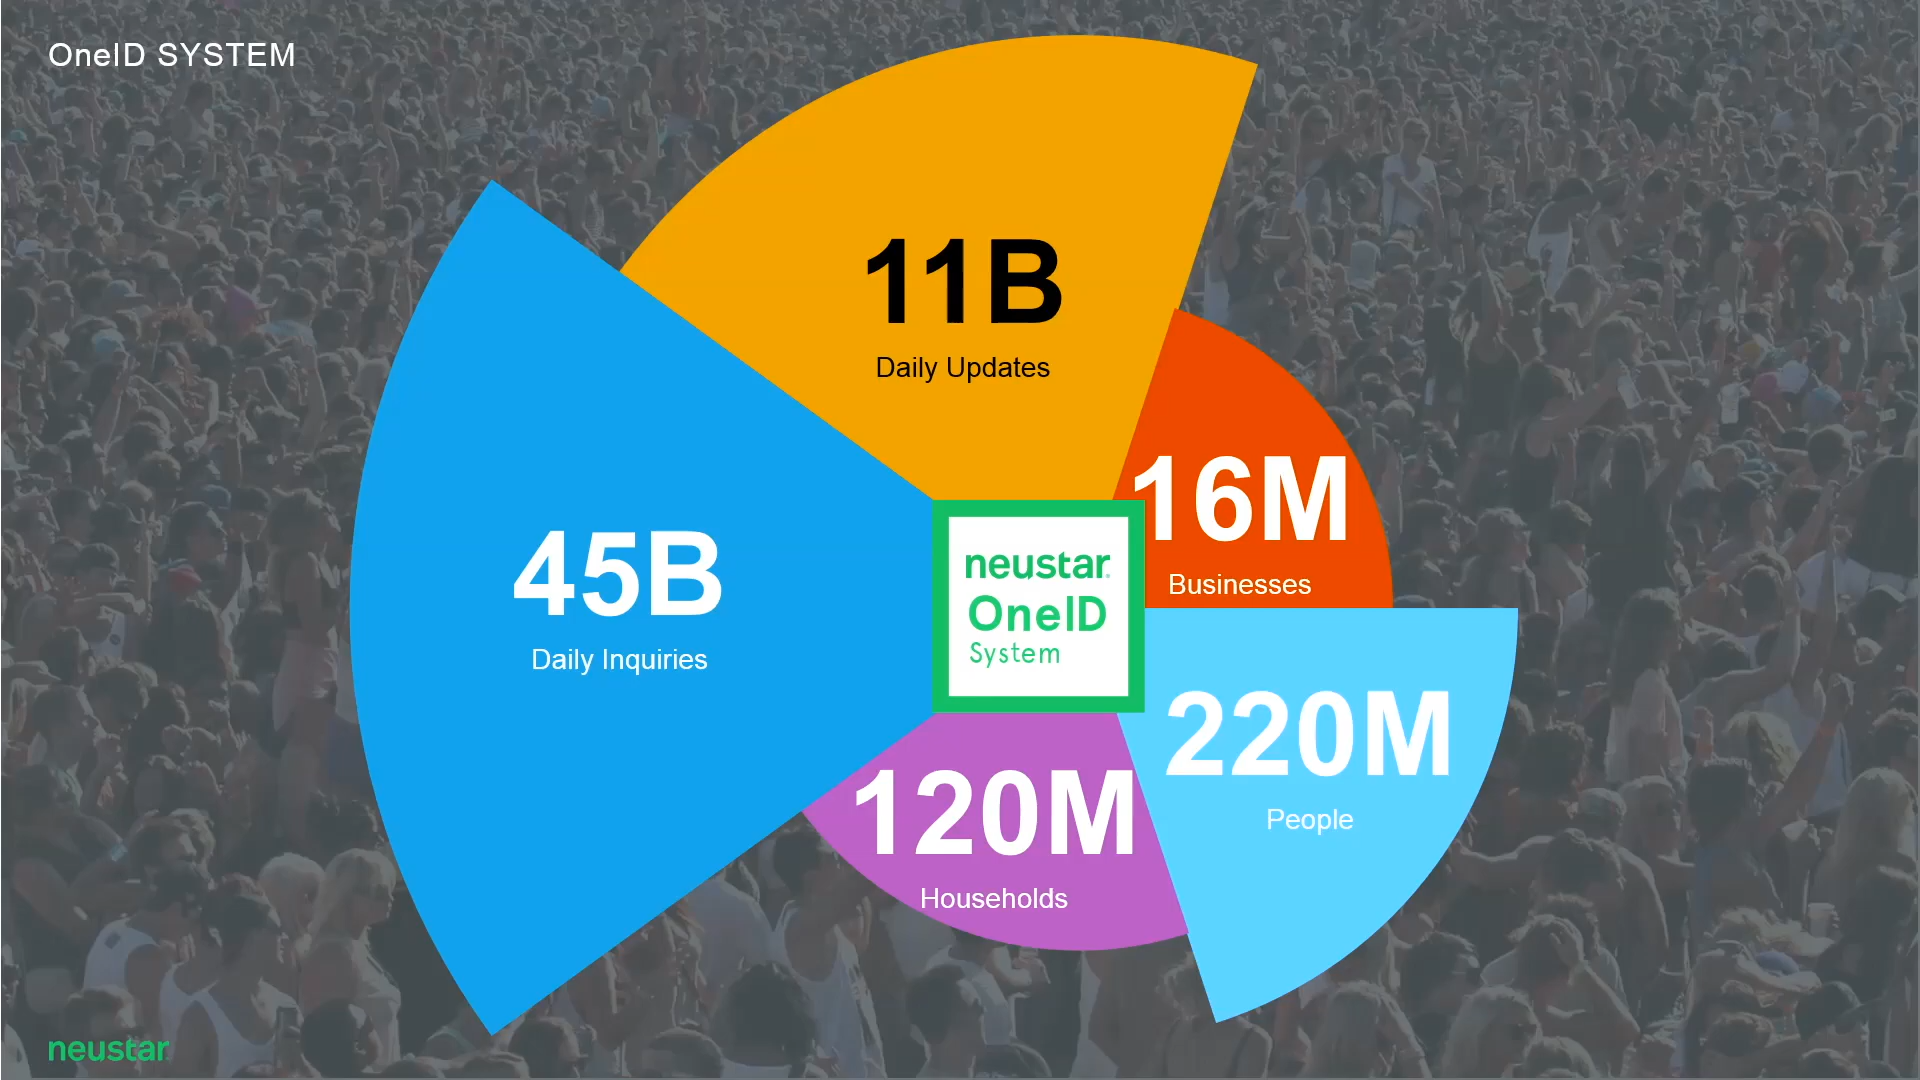 OneID SYSTEM
11B
Daily Updates
16M
Businesses
45B
Daily Inquiries
neustar
OneID
System
220M
People
120M
Households
neustar